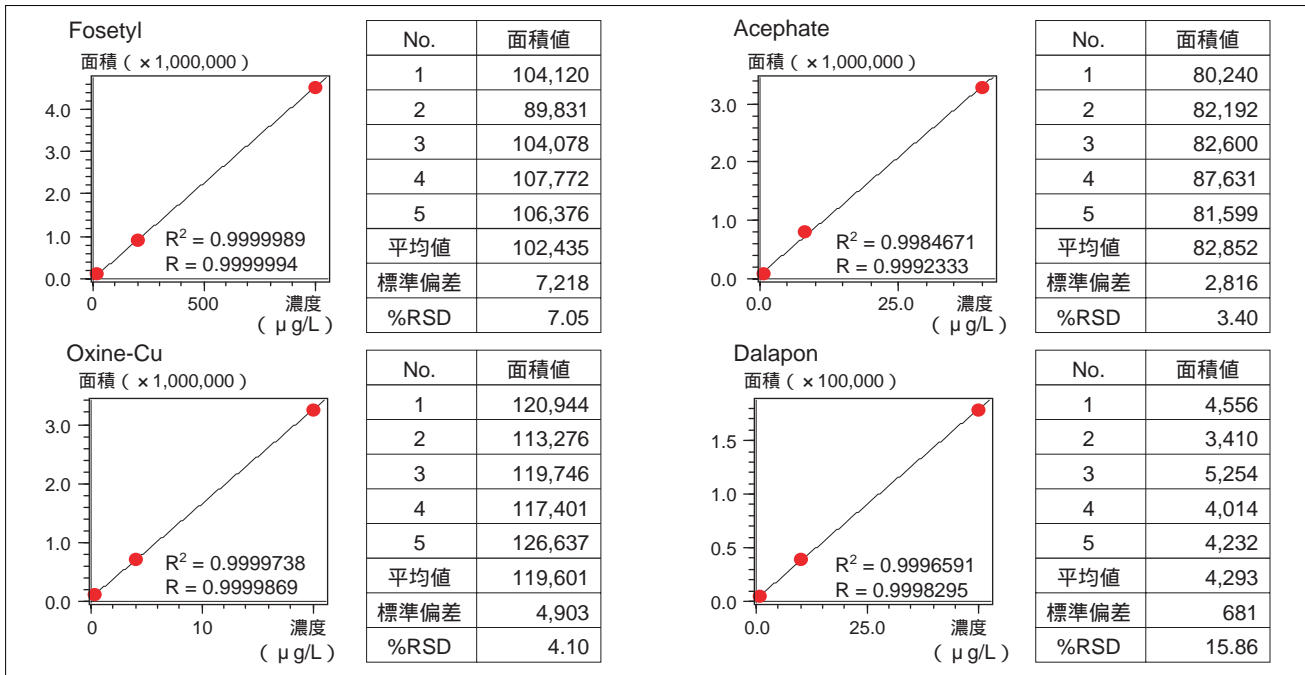 Fosetyl
面積（×1,000,000）
4.0
3.0
2.0
1.0
0.0
R² = 0.9999989
R = 0.9999994
0 500 濃度
（μg/L）
No. 面積値
1 104,120
2 89,831
3 104,078
4 107,772
5 106,376
平均値 102,435
標準偏差 7,218
%RSD 7.05
Acephate
面積（×1,000,000）
3.0
2.0
1.0
0.0
R² = 0.9984671
R = 0.9992333
0.0 25.0 濃度
（μg/L）
No. 面積値
1 80,240
2 82,192
3 82,600
4 87,631
5 81,599
平均値 82,852
標準偏差 2,816
%RSD 3.40
Oxine-Cu
面積（×1,000,000）
3.0
2.0
1.0
0.0
R² = 0.9999738
R = 0.9999869
0 10 濃度
（μg/L）
No. 面積値
1 120,944
2 113,276
3 119,746
4 117,401
5 126,637
平均値 119,601
標準偏差 4,903
%RSD 4.10
Dalapon
面積（×100,000）
1.5
1.0
0.5
0.0
R² = 0.9996591
R = 0.9998295
0.0 25.0 濃度
（μg/L）
No. 面積値
1 4,556
2 3,410
3 5,254
4 4,014
5 4,232
平均値 4,293
標準偏差 681
%RSD 15.86